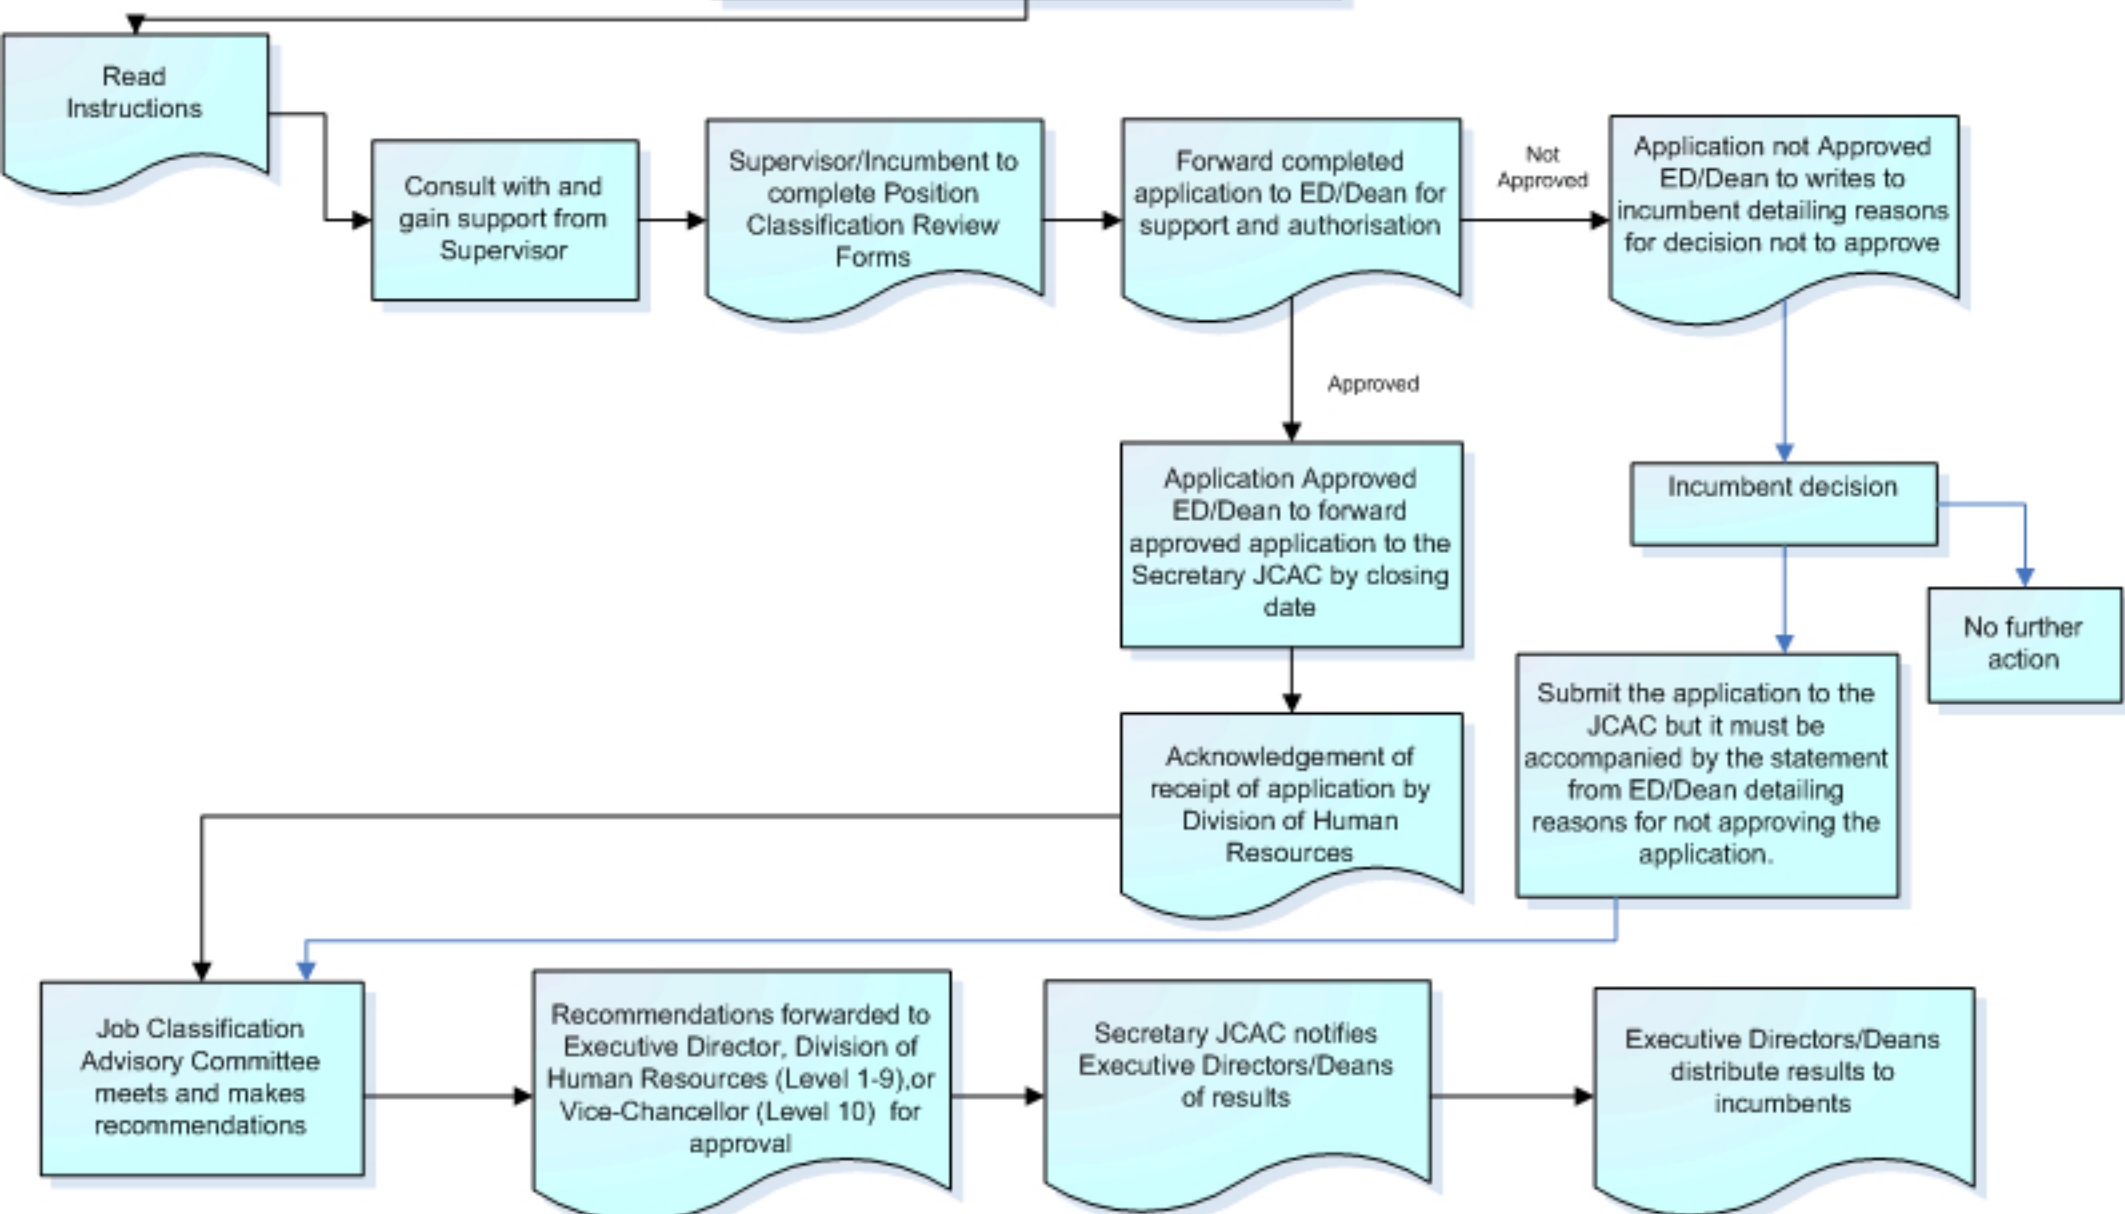 Read
Instructions
Consult with and
gain support from
Supervisor
Supervisor/Incumbent to
complete Position
Classification Review
Forms
Forward completed
application to ED/Dean for
support and authorisation
Not
Approved
Application not Approved
ED/Dean to writes to
incumbent detailing reasons
for decision not to approve
Approved
Application Approved
ED/Dean to forward
approved application to the
Secretary JCAC by closing
date
Incumbent decision
No further
action
Submit the application to the
JCAC but it must be
accompanied by the statement
from ED/Dean detailing
reasons for not approving the
application.
Acknowledgement of
receipt of application by
Division of Human
Resources
Job Classification
Advisory Committee
meets and makes
recommendations
Recommendations forwarded to
Executive Director, Division of
Human Resources (Level 1-9),or
Vice-Chancellor (Level 10)  for
approval
Secretary JCAC notifies
Executive Directors/Deans
of results
Executive Directors/Deans
distribute results to
incumbents